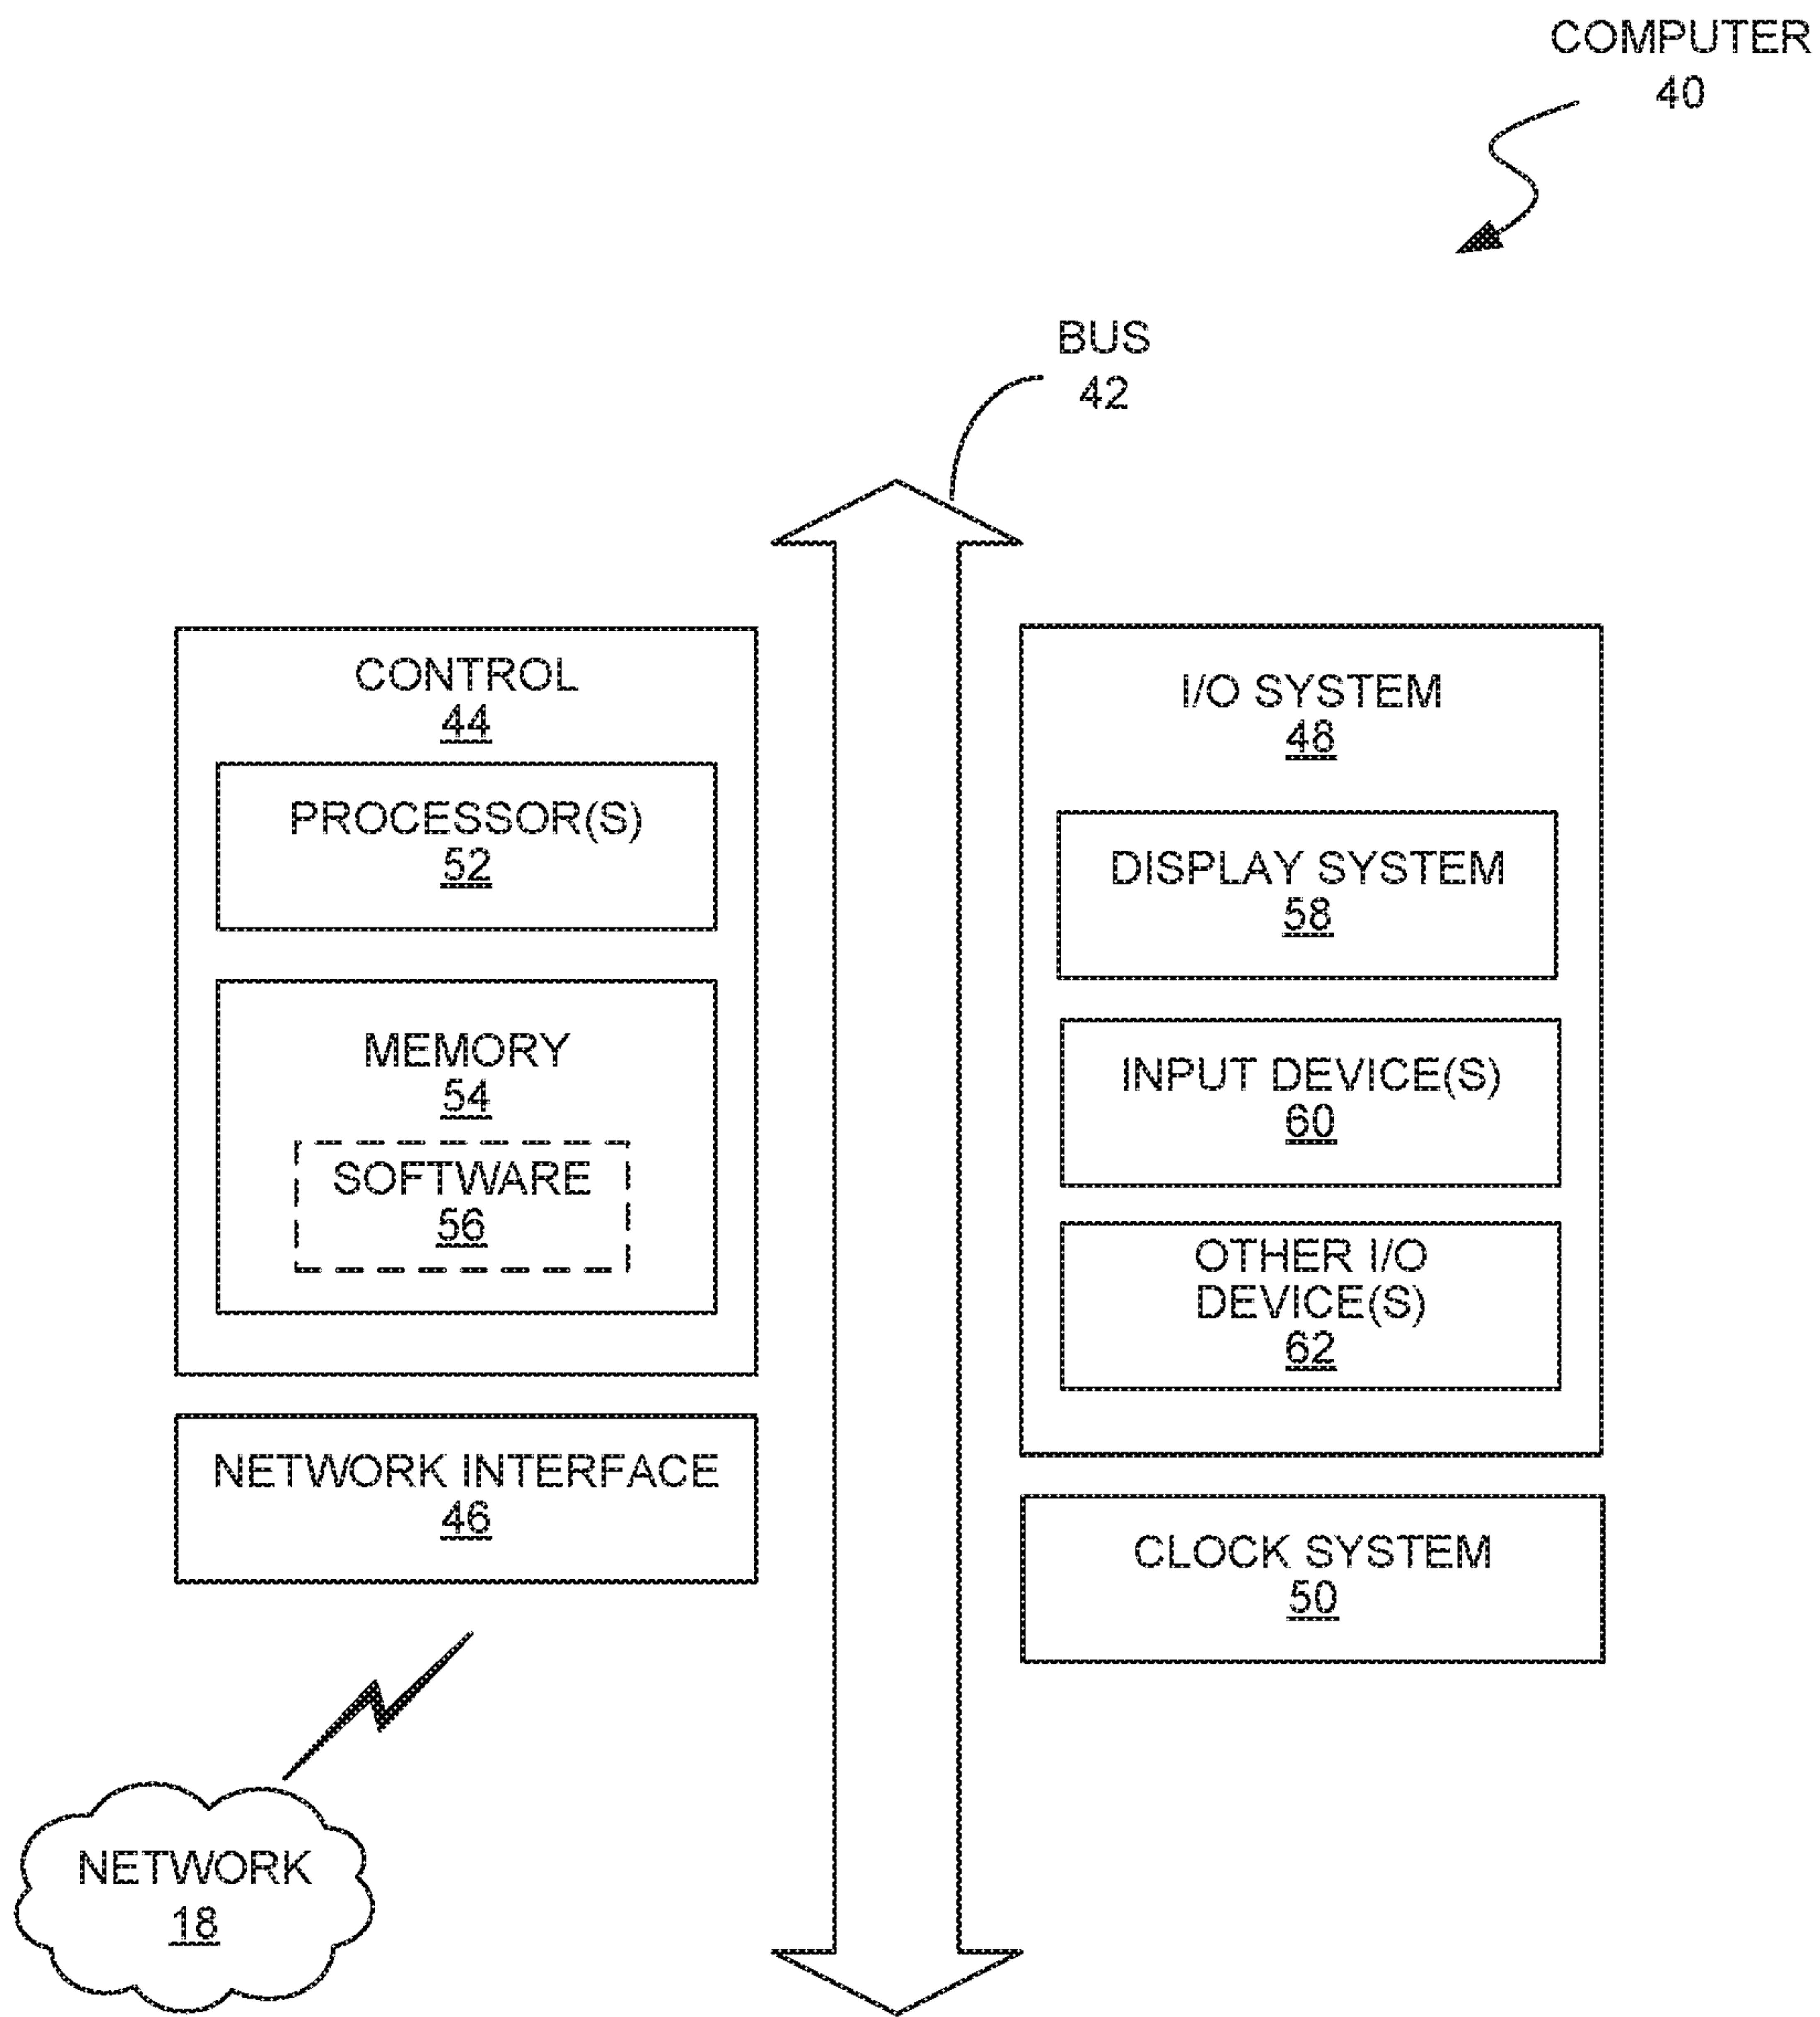 COMPUTER
40
BUS
42
CONTROL
44
PROCESSOR(S)
52
MEMORY
54
SOFTWARE
56
NETWORK INTERFACE
46
I/O SYSTEM
48
DISPLAY SYSTEM
58
INPUT DEVICE(S)
60
OTHER I/O
DEVICE(S)
62
CLOCK SYSTEM
50
NETWORK
18